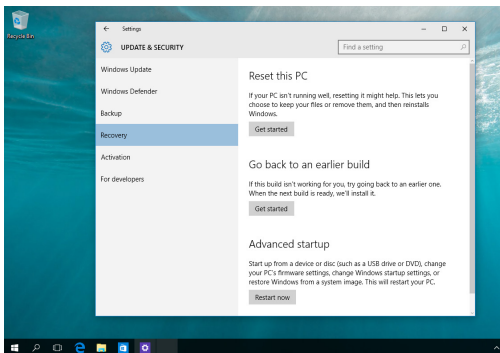 Recycle Bin
Settings
UPDATE & SECURITY
Find a setting
Windows Update
Windows Defender
Backup
Recovery
Activation
For developers
Reset this PC
If your PC isn't running well, resetting it might help. This lets you
choose to keep your files or remove them, and then reinstalls
Windows.
Get started
Go back to an earlier build
If this build isn't working for you, try going back to an earlier one.
When the next build is ready, we'll install it.
Get started
Advanced startup
Start up from a device or disc (such as a USB drive or DVD), change
your PC's firmware settings, change Windows startup settings, or
restore Windows from a system image. This will restart your PC.
Restart now